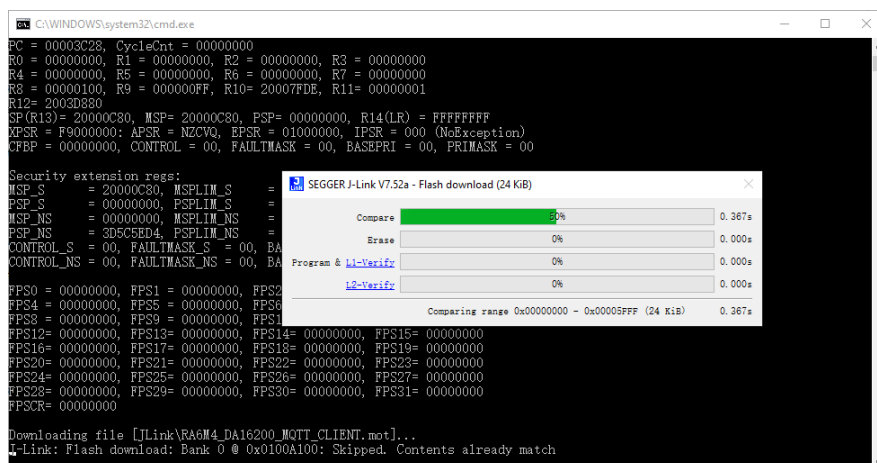 C:\WINDOWS\system32\cmd.exe
PC = 00003C28, CycleCnt = 00000000
R0 = 00000000, R1 = 00000000, R2 = 00000000, R3 = 00000000
R4 = 00000000, R5 = 00000000, R6 = 00000000, R7 = 00000000
R8 = 00000100, R9 = 000000FF, R10= 20007FDE, R11= 00000001
R12= 2003D880
SP(R13)= 20000C80, MSP= 20000C80, PSP= 00000000, R14(LR) = FFFFFFFF
XPSR = F9000000: APSR = NZCVQ, EPSR = 01000000, IPSR = 000 (NoException)
CFBP = 00000000, CONTROL = 00, FAULTMASK = 00, BASEPRI = 00, PRIMASK = 00
Security extension regs:
MSP_S = 20000C80, MSPLIM_S =
PSP_S = 00000000, PSPLIM_S =
MSP_NS = 00000000, MSPLIM_NS =
PSP_NS = 3D5C5ED4, PSPLIM_NS =
CONTROL_S = 00, FAULTMASK_S = 00, BA
CONTROL_NS = 00, FAULTMASK_NS = 00, BA
FPS0 = 00000000, FPS1 = 00000000, FPS2
FPS4 = 00000000, FPS5 = 00000000, FPS6
FPS8 = 00000000, FPS9 = 00000000, FPS1
FPS12= 00000000, FPS13= 00000000, FPS14= 00000000, FPS15= 00000000
FPS16= 00000000, FPS17= 00000000, FPS18= 00000000, FPS19= 00000000
FPS20= 00000000, FPS21= 00000000, FPS22= 00000000, FPS23= 00000000
FPS24= 00000000, FPS25= 00000000, FPS26= 00000000, FPS27= 00000000
FPS28= 00000000, FPS29= 00000000, FPS30= 00000000, FPS31= 00000000
FPSCR= 00000000
Downloading file [JLink\RA6M4_DA16200_MQTT_CLIENT.mot]...
J-Link: Flash download: Bank 0 @ 0x0100A100: Skipped. Contents already match
SEGGER J-Link V7.52a - Flash download (24 KiB)
Compare 50% 0.367s
Erase 0% 0.000s
Program & L1-Verify 0% 0.000s
L2-Verify 0% 0.000s
Comparing range 0x00000000 - 0x00005FFF (24 KiB) 0.367s